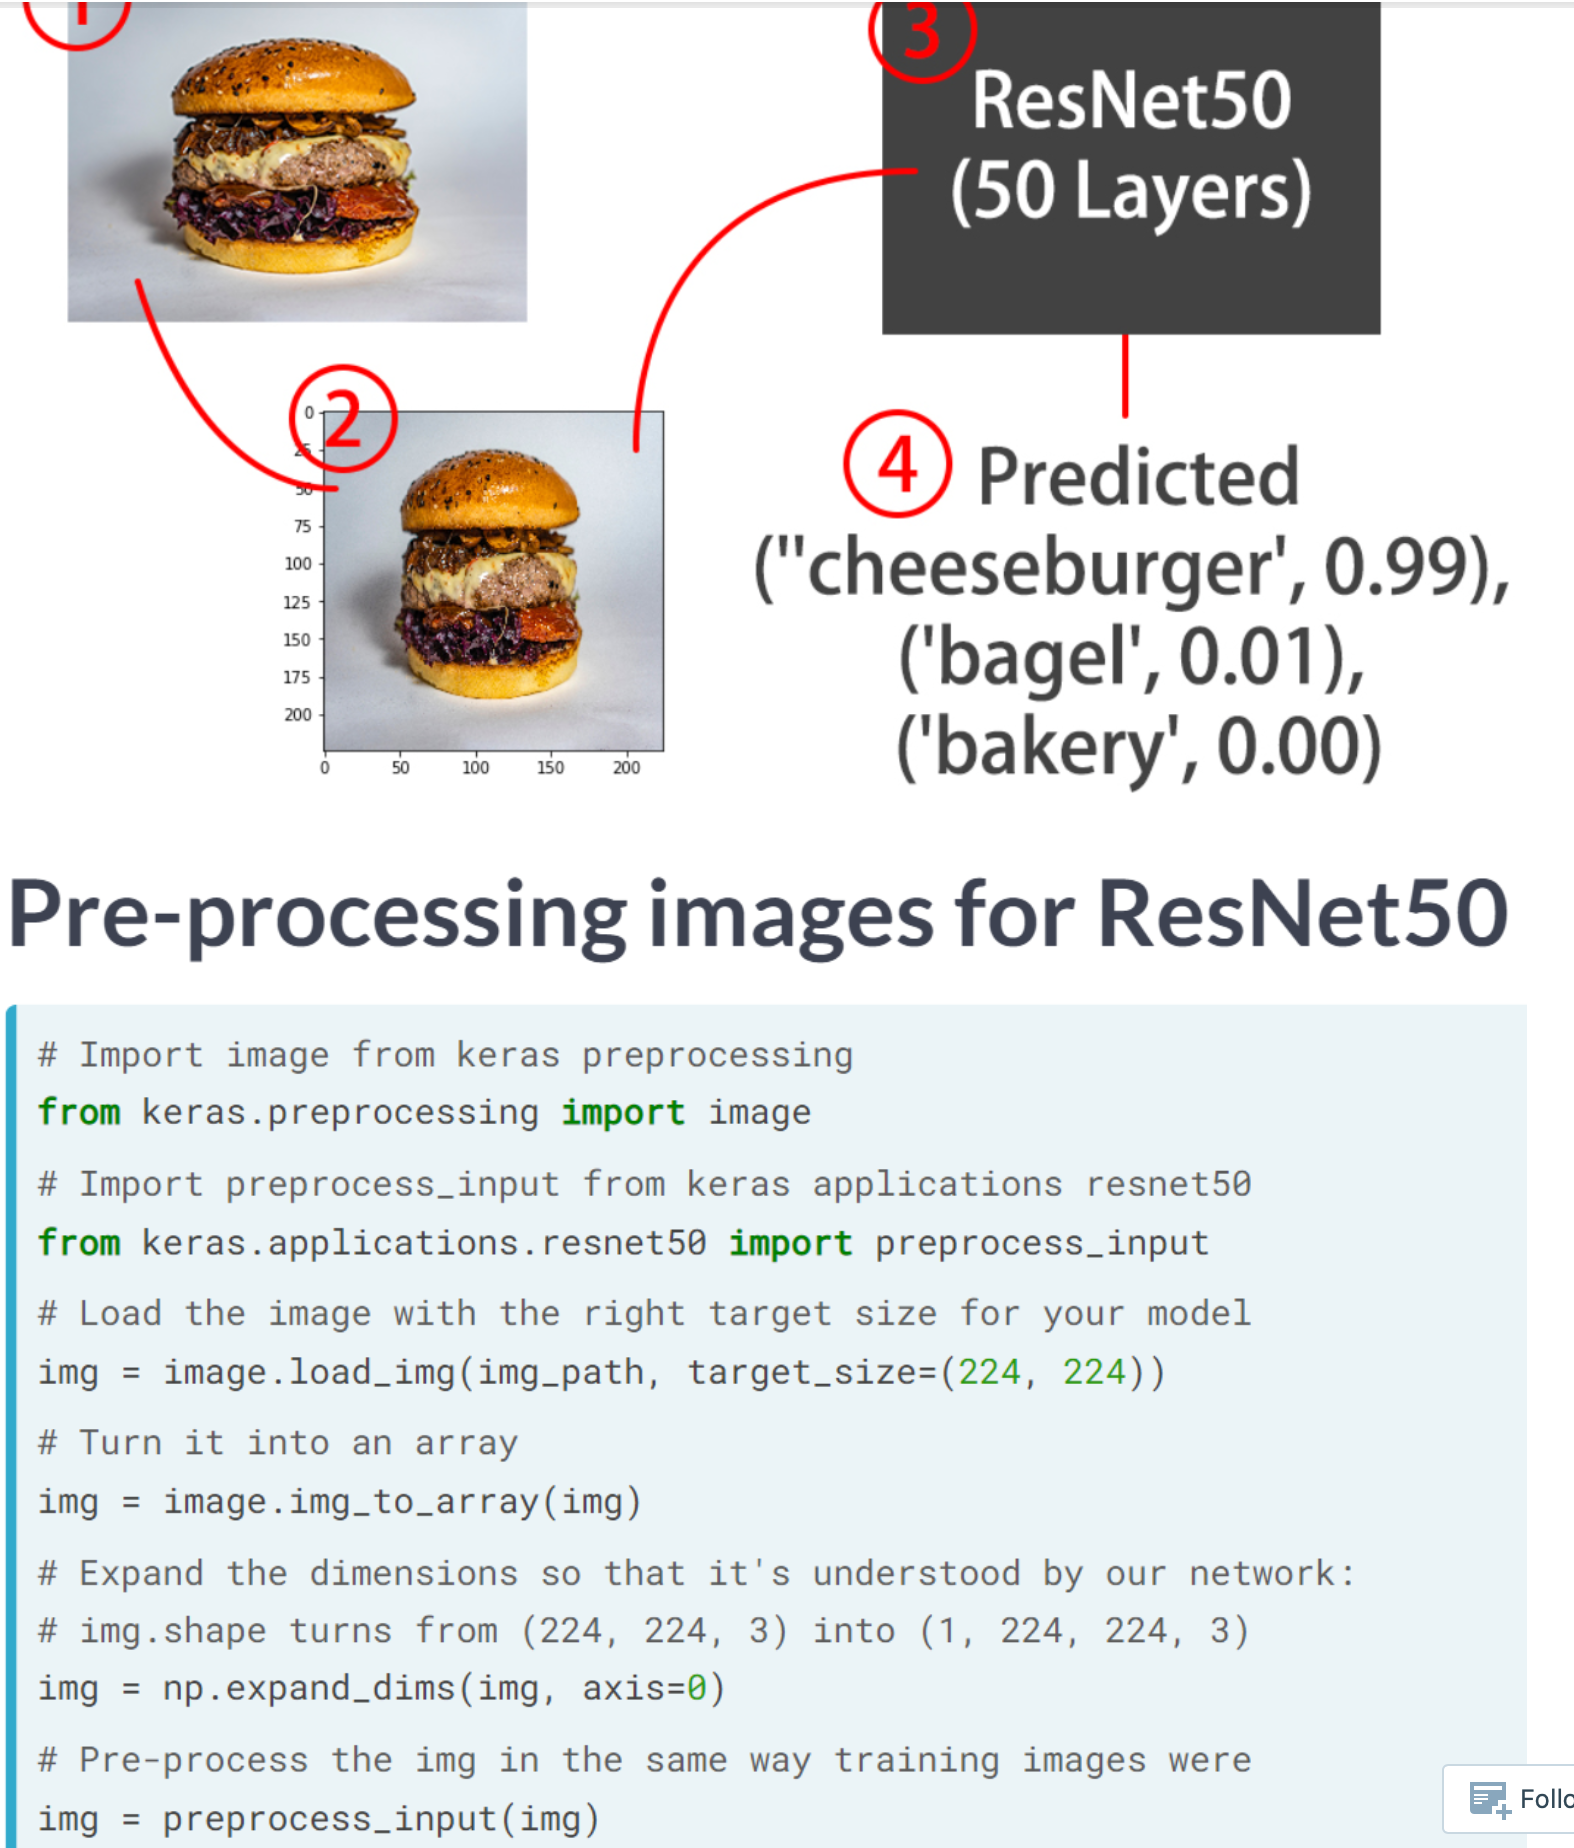 1
3
ResNet50
(50 Layers)
2
0
25
50
75
100
125
150
175
200
0 50 100 150 200
4 Predicted
("cheeseburger', 0.99),
('bagel', 0.01),
('bakery', 0.00)
Pre-processing images for ResNet50
# Import image from keras preprocessing
from keras.preprocessing import image
# Import preprocess_input from keras applications resnet50
from keras.applications.resnet50 import preprocess_input
# Load the image with the right target size for your model
img = image.load_img(img_path, target_size=(224, 224))
# Turn it into an array
img = image.img_to_array(img)
# Expand the dimensions so that it's understood by our network:
# img.shape turns from (224, 224, 3) into (1, 224, 224, 3)
img = np.expand_dims(img, axis=0)
# Pre-process the img in the same way training images were
img = preprocess_input(img)
Follo